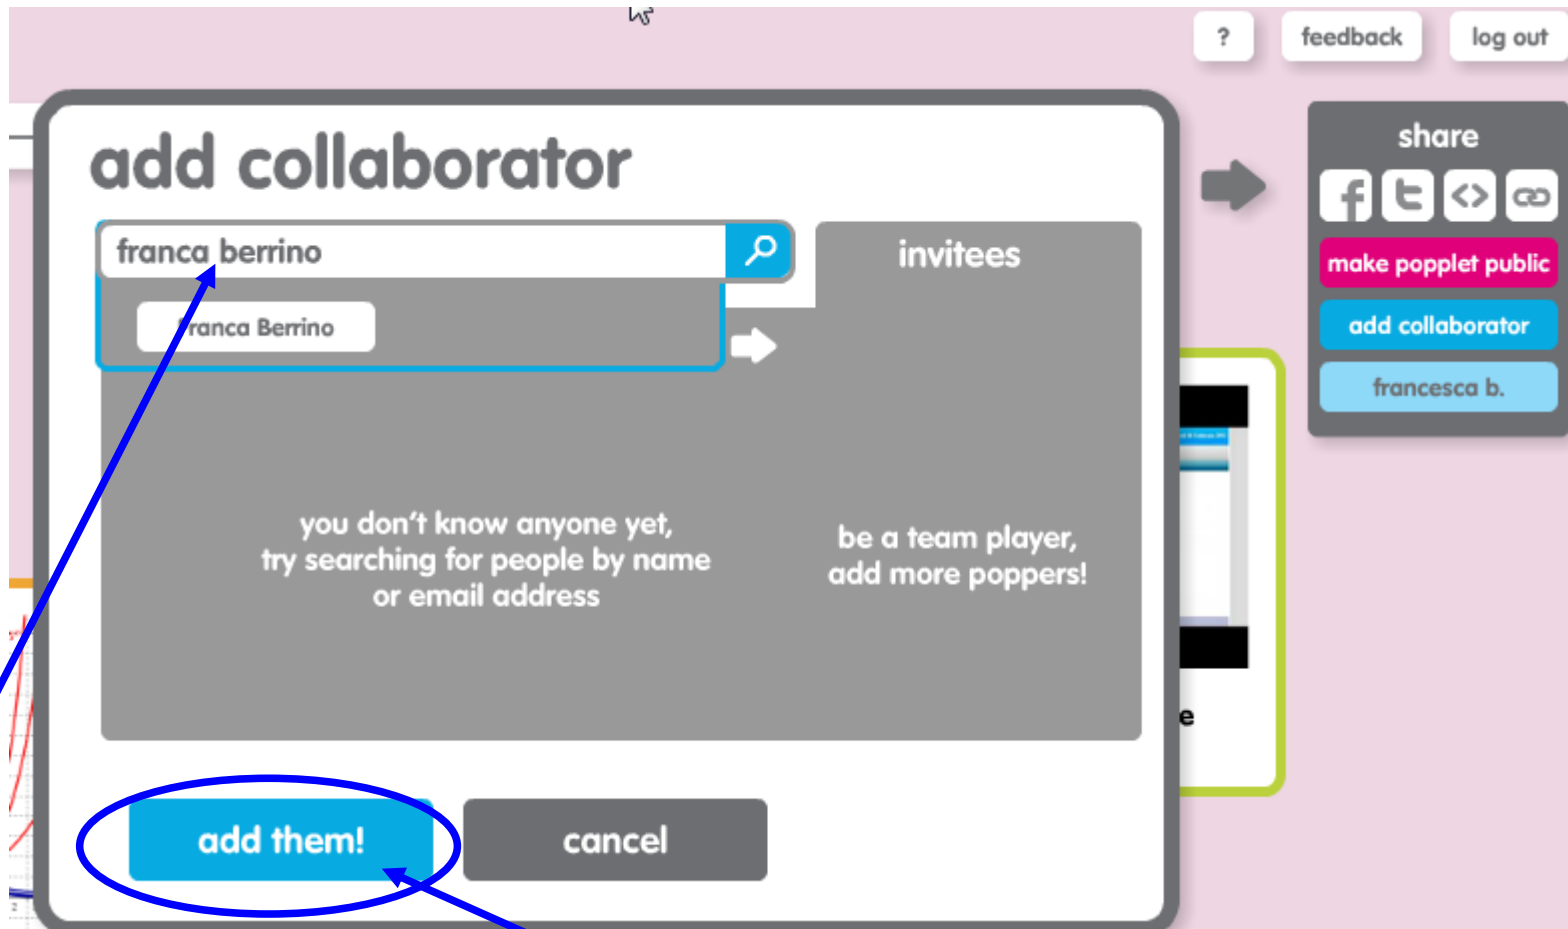 ?
feedback
log out
add collaborator
franca berrino
invitees
Franca Berrino
you don't know anyone yet,
try searching for people by name
or email address
be a team player,
add more poppers!
add them!
cancel
share
make popplet public
add collaborator
francesca b.
e
2